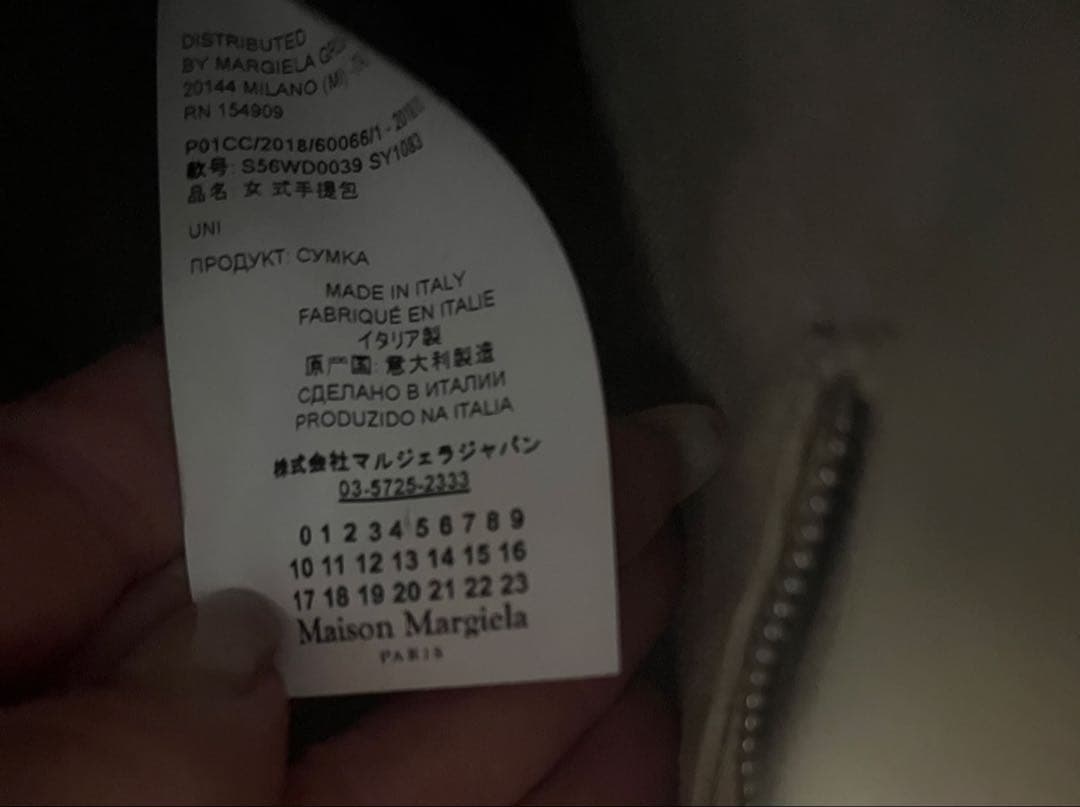 DISTRIBUTED
BY MARGIELA
20144 MILANO (MI)
RN 154909
P01CC/2018/60066/1 -
款号: S56WD0039 SY1083
品名 女 式手提包
UNI
ПРОДУКТ: СУМКА
MADE IN ITALY
FABRIQUÉ EN ITALIE
イタリア製
原产国: 意大利製造
СДЕЛАНО В ИТАЛИИ
PRODUZIDO NA ITALIA
株式会社マルジェラジャパン
03-5725-2333
0 1 2 3 4 5 6 7 8 9
10 11 12 13 14 15 16
17 18 19 20 21 22 23
Maison Margiela
PARIS